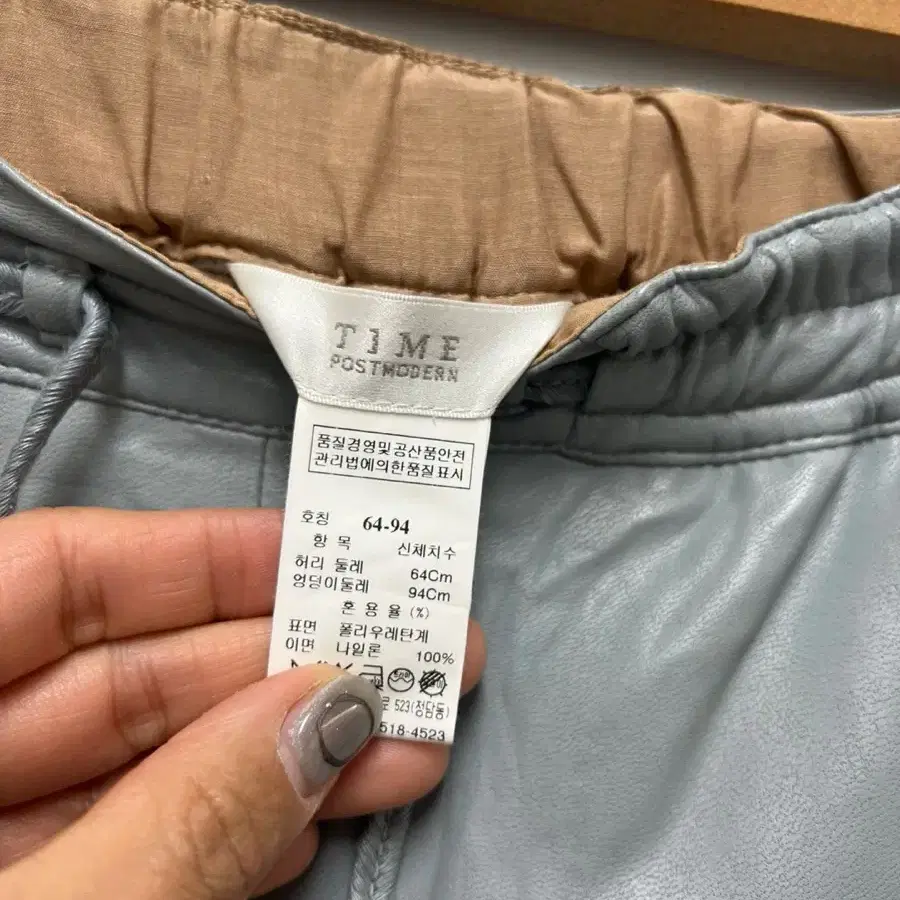 TIME
POSTMODERN
품질경영및공산품안전
관리법에의한품질표시
호칭 64-94
항 목 신체치수
허리 둘레 64Cm
엉덩이둘레 94Cm
혼 용 율 (%)
표면 폴리우레탄계
이면 나일론 100%
로 523(청담동)
518-4523